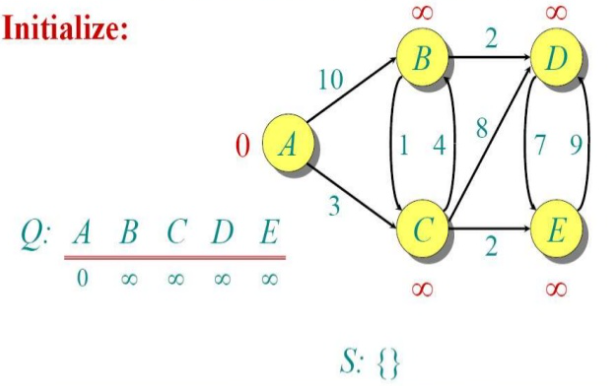 Initialize:
∞ ∞
B 2 D
10
0 A 1 4 8 7 9
3
Q: A B C D E
C 2 E
0 ∞ ∞ ∞ ∞
∞ ∞
S: {}